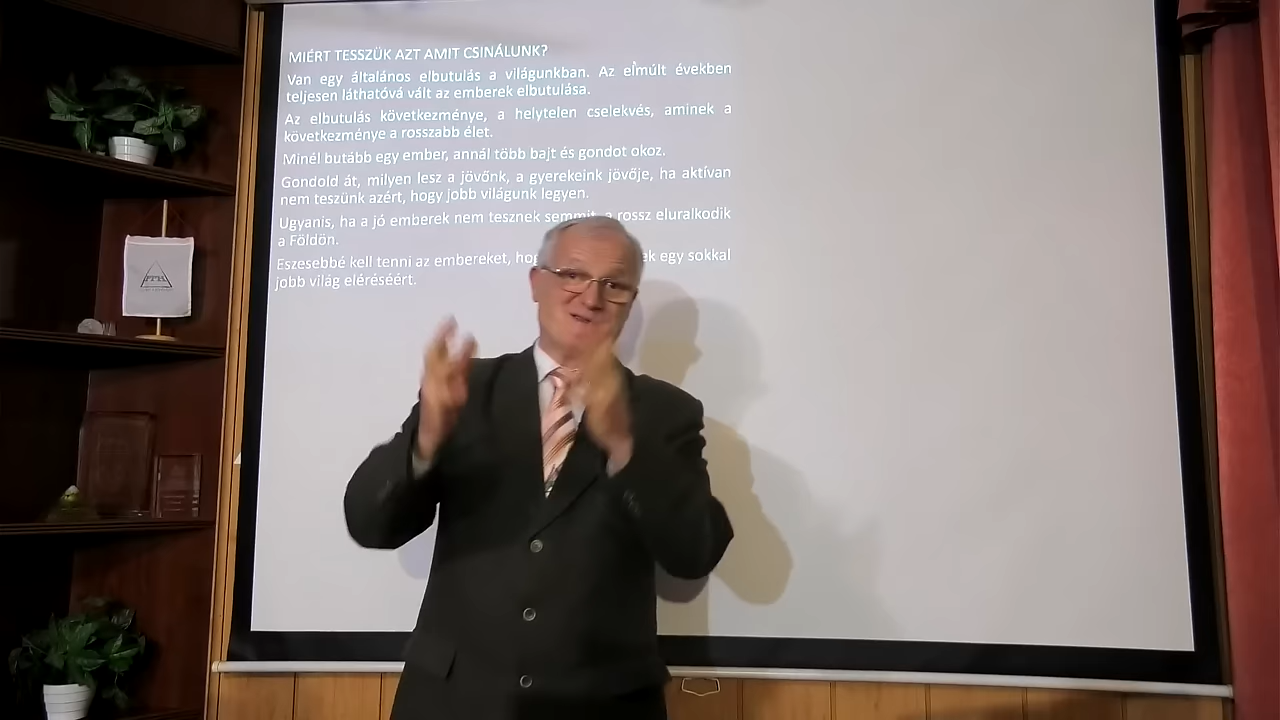 MIÉRT TESSZÜK AZT AMIT CSINÁLUNK?
Van egy általános elbutulás a világunkban. Az elmúlt években
teljesen láthatóvá vált az emberek elbutulása.
Az elbutulás következménye, a helytelen cselekvés, aminek a
következménye a rosszabb élet.
Minél butább egy ember, annál több bajt és gondot okoz.
Gondold át, milyen lesz a jövőnk, a gyerekeink jövője, ha aktívan
nem teszünk azért, hogy jobb világunk legyen.
Ugyanis, ha a jó emberek nem tesznek semmit, a rossz eluralkodik
a Földön.
Eszesebbé kell tenni az embereket, egy sokkal
jobb világ eléréséért.